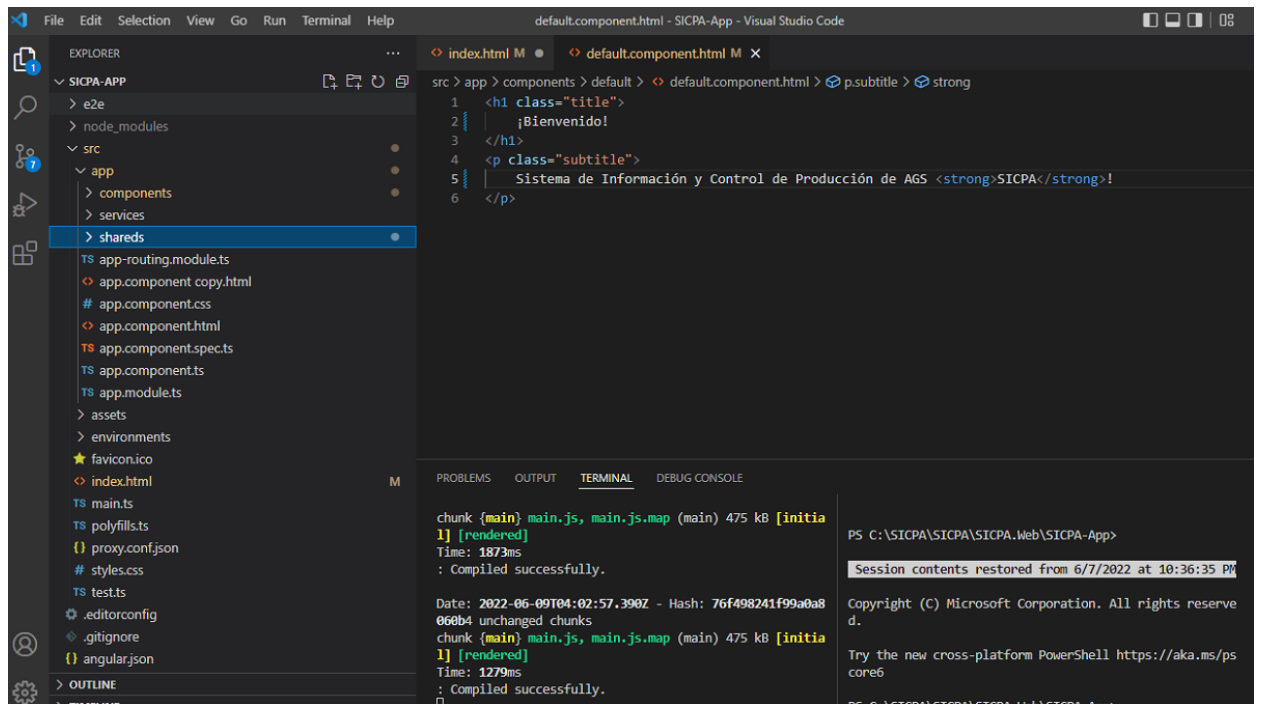 File Edit Selection View Go Run Terminal Help
default.component.html - SICPA-App - Visual Studio Code
EXPLORER
SICPA-APP
e2e
node_modules
src
app
components
services
shareds
TS app-routing.module.ts
<> app.component copy.html
# app.component.css
<> app.component.html
TS app.component.spec.ts
TS app.component.ts
TS app.module.ts
assets
environments
favicon.ico
<> index.html M
TS main.ts
TS polyfills.ts
{} proxy.conf.json
# styles.css
TS test.ts
.editorconfig
.gitignore
{} angular.json
OUTLINE
1
7
<> index.html M
<> default.component.html M
src > app > components > default > <> default.component.html > p.subtitle > strong
1 <h1 class="title">
2 ¡Bienvenido!
3 </h1>
4 <p class="subtitle">
5 Sistema de Información y Control de Producción de AGS <strong>SICPA</strong>!
6 </p>
PROBLEMS OUTPUT TERMINAL DEBUG CONSOLE
chunk {main} main.js, main.js.map (main) 475 kB [initia
l] [rendered]
Time: 1873ms
: Compiled successfully.
Date: 2022-06-09T04:02:57.390Z - Hash: 76f498241f99a0a8
060b4 unchanged chunks
chunk {main} main.js, main.js.map (main) 475 kB [initia
l] [rendered]
Time: 1279ms
: Compiled successfully.
PS C:\SICPA\SICPA\SICPA.Web\SICPA-App>
Session contents restored from 6/7/2022 at 10:36:35 PM
Copyright (C) Microsoft Corporation. All rights reserve
d.
Try the new cross-platform PowerShell https://aka.ms/ps
core6